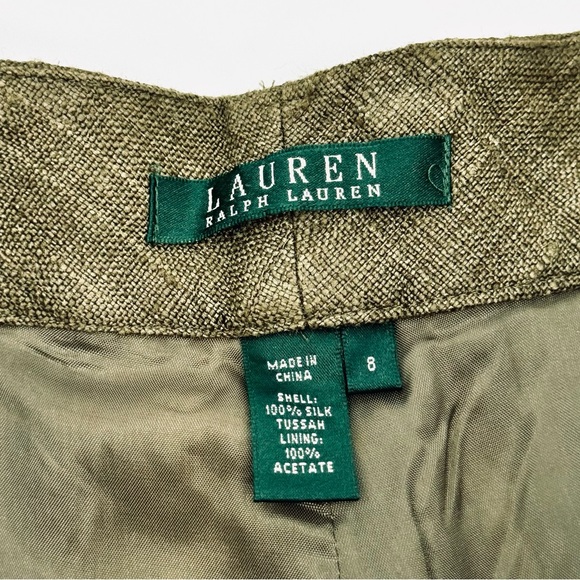 LAUREN
RALPH LAUREN
MADE IN
CHINA
8
SHELL:
100% SILK
TUSSAH
LINING:
100%
ACETATE